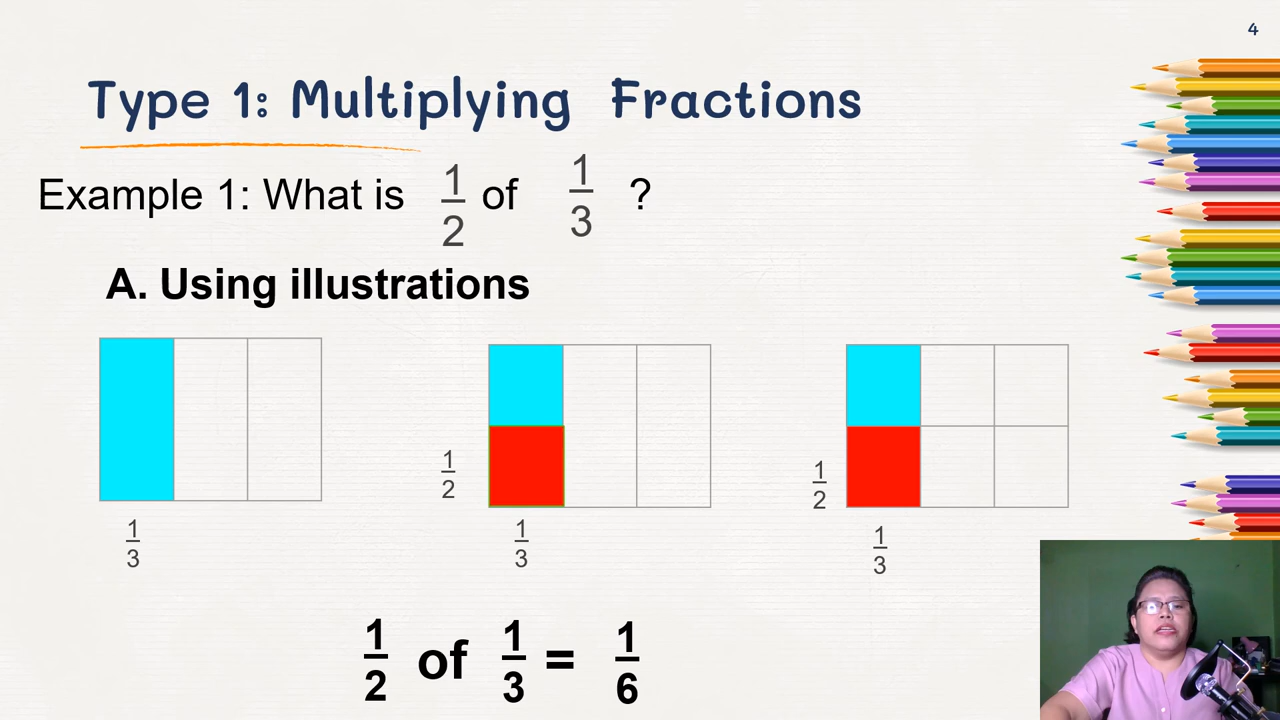 4
Type 1: Multiplying Fractions
Example 1: What is 1/2 of 1/3 ?
A. Using illustrations
1/2 1/2
1/3 1/3 1/3
1/2 of 1/3 = 1/6